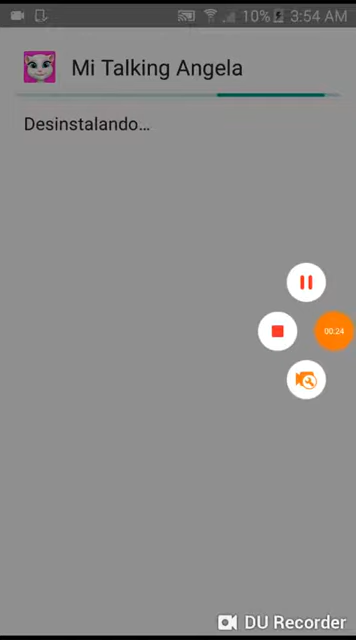 10% 3:54 AM
Mi Talking Angela
Desinstalando...
00:24
DU Recorder